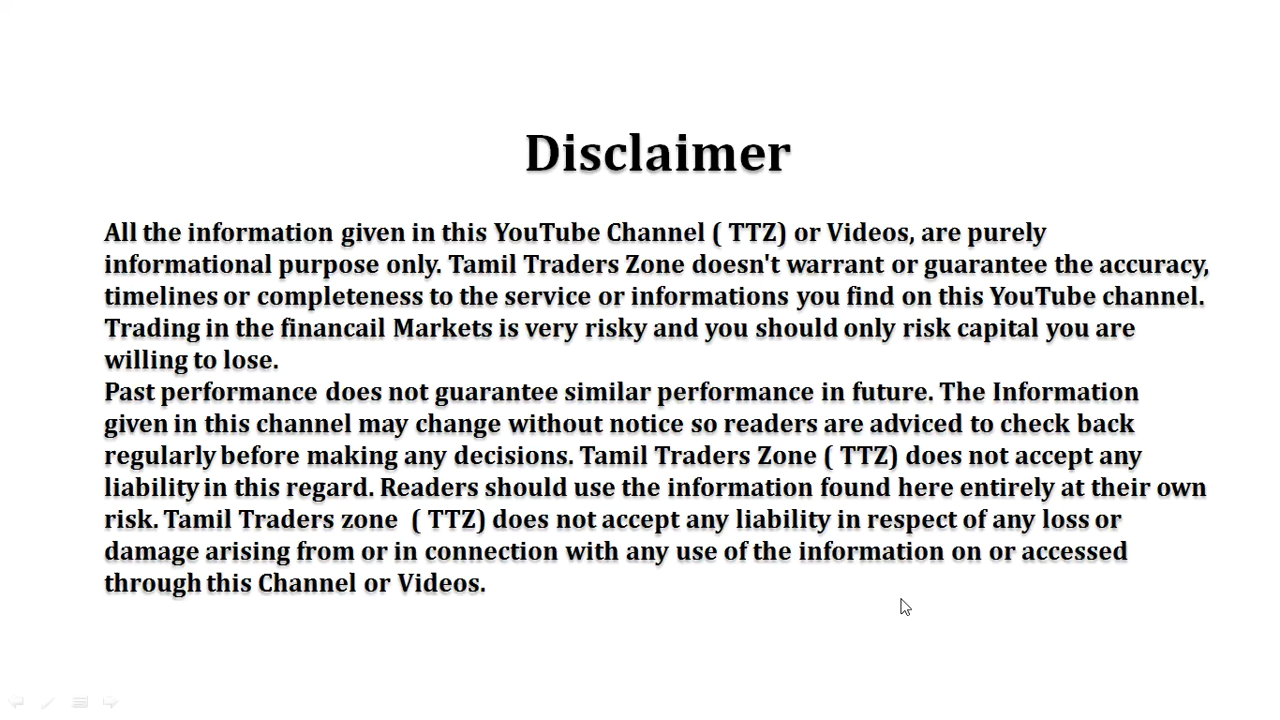 Disclaimer
All the information given in this YouTube Channel ( TTZ) or Videos, are purely
informational purpose only. Tamil Traders Zone doesn't warrant or guarantee the accuracy,
timelines or completeness to the service or informations you find on this YouTube channel.
Trading in the financail Markets is very risky and you should only risk capital you are
willing to lose.
Past performance does not guarantee similar performance in future. The Information
given in this channel may change without notice so readers are adviced to check back
regularly before making any decisions. Tamil Traders Zone ( TTZ) does not accept any
liability in this regard. Readers should use the information found here entirely at their own
risk. Tamil Traders zone  ( TTZ) does not accept any liability in respect of any loss or
damage arising from or in connection with any use of the information on or accessed
through this Channel or Videos.